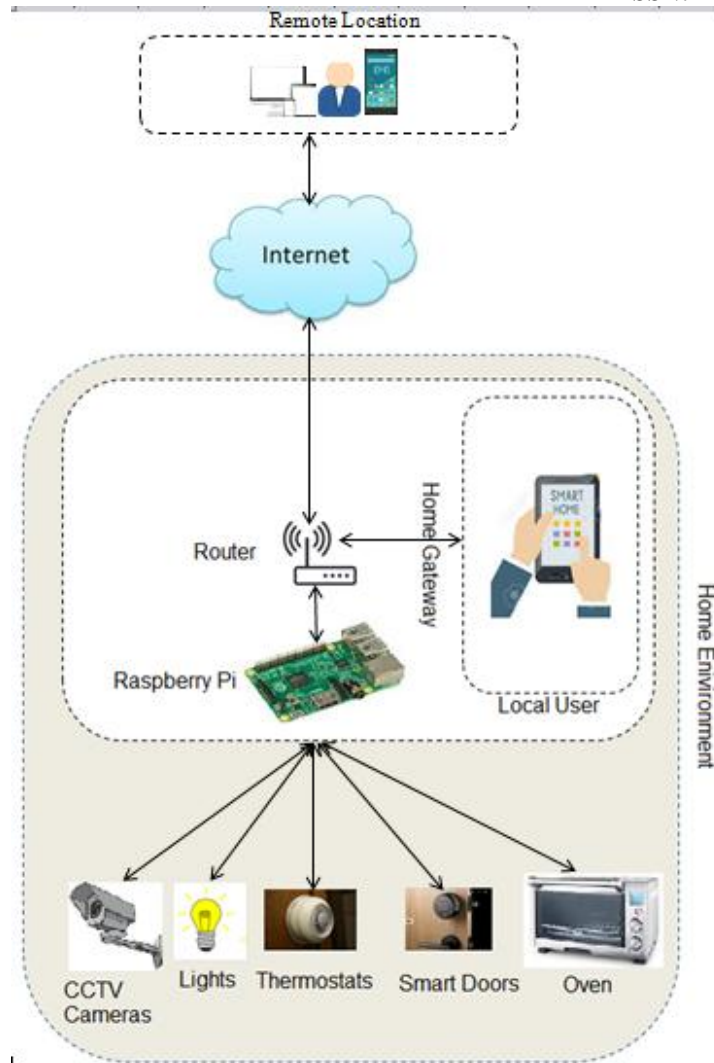 Remote Location
Internet
Home Gateway
SMART
HOME
Router
Raspberry Pi
Local User
Home Enivironment
CCTV
Cameras
Lights
Thermostats
Smart Doors
Oven